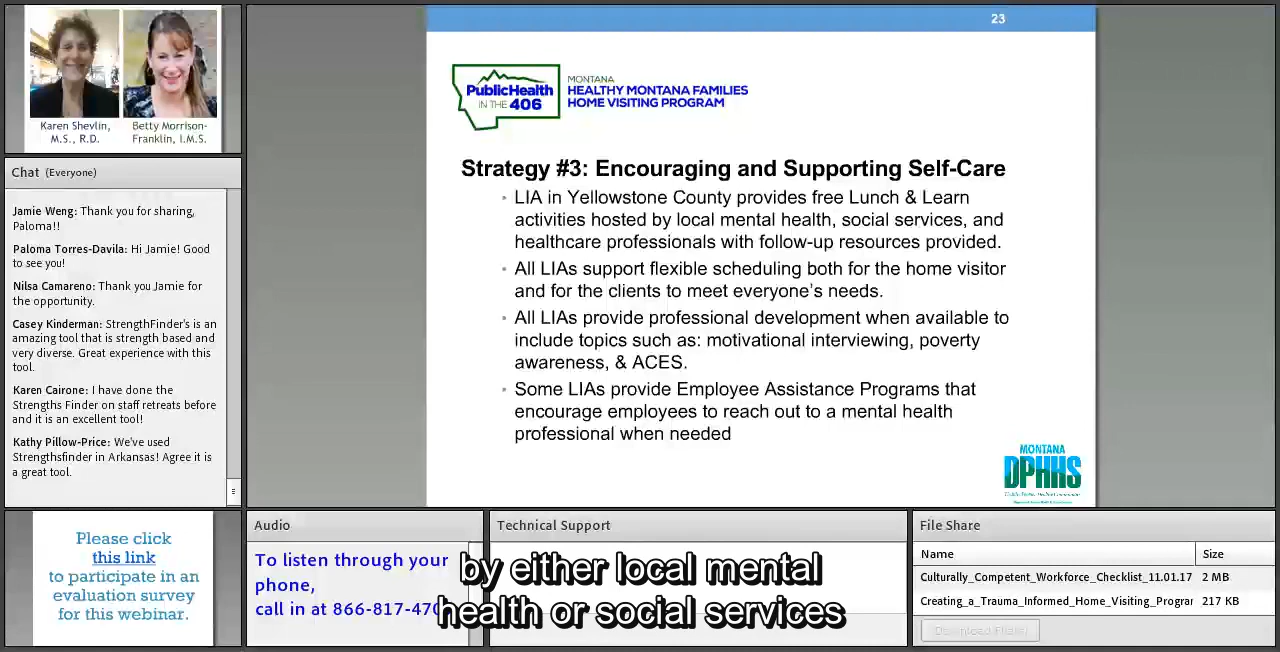 Karen Shevlin,
M.S., R.D.
Betty Morrison-
Franklin, I.M.S.
Chat (Everyone)
Jamie Weng: Thank you for sharing,
Paloma!!
Paloma Torres-Davila: Hi Jamie! Good
to see you!
Nilsa Camareno: Thank you Jamie for
the opportunity.
Casey Kinderman: StrengthFinder's is an
amazing tool that is strength based and
very diverse. Great experience with this
tool.
Karen Cairone: I have done the
Strengths Finder on staff retreats before
and it is an excellent tool!
Kathy Pillow-Price: We've used
Strengthsfinder in Arkansas! Agree it is
a great tool.
23
PublicHealth
IN THE 406
MONTANA
HEALTHY MONTANA FAMILIES
HOME VISITING PROGRAM
Strategy #3: Encouraging and Supporting Self-Care
• LIA in Yellowstone County provides free Lunch & Learn
activities hosted by local mental health, social services, and
healthcare professionals with follow-up resources provided.
• All LIAs support flexible scheduling both for the home visitor
and for the clients to meet everyone's needs.
• All LIAs provide professional development when available to
include topics such as: motivational interviewing, poverty
awareness, & ACES.
• Some LIAs provide Employee Assistance Programs that
encourage employees to reach out to a mental health
professional when needed
MONTANA
DPHHS
Please click
this link
to participate in an
evaluation survey
for this webinar.
Audio
To listen through your
phone,
call in at 866-817-470
Technical Support
by either local mental
health or social services
File Share
Name Size
Culturally_Competent_Workforce_Checklist_11.01.17 2 MB
Creating_a_Trauma_Informed_Home_Visiting_Prograr 217 KB
Download File(s)